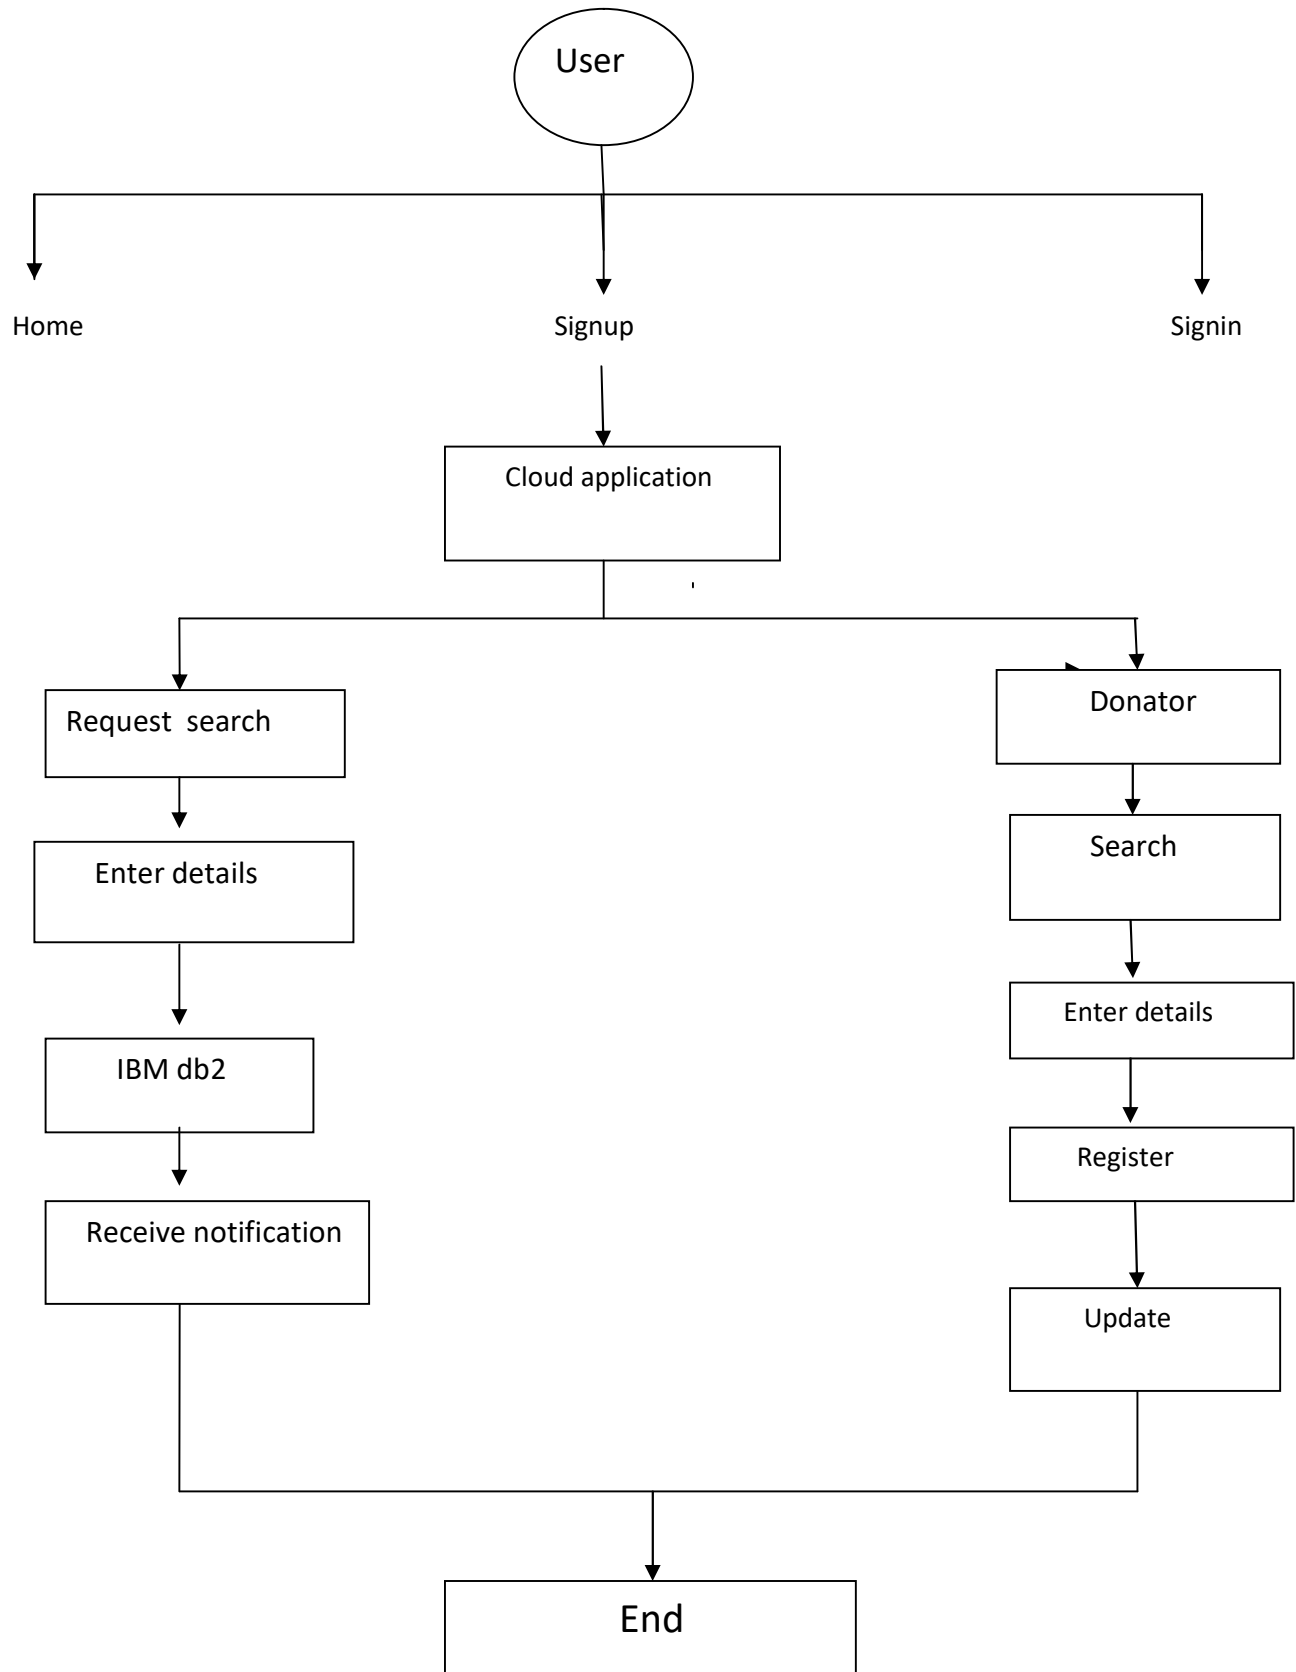 User
Home
Signup
Signin
Cloud application
Request  search
Donator
Enter details
Search
IBM db2
Enter details
Receive notification
Register
Update
End